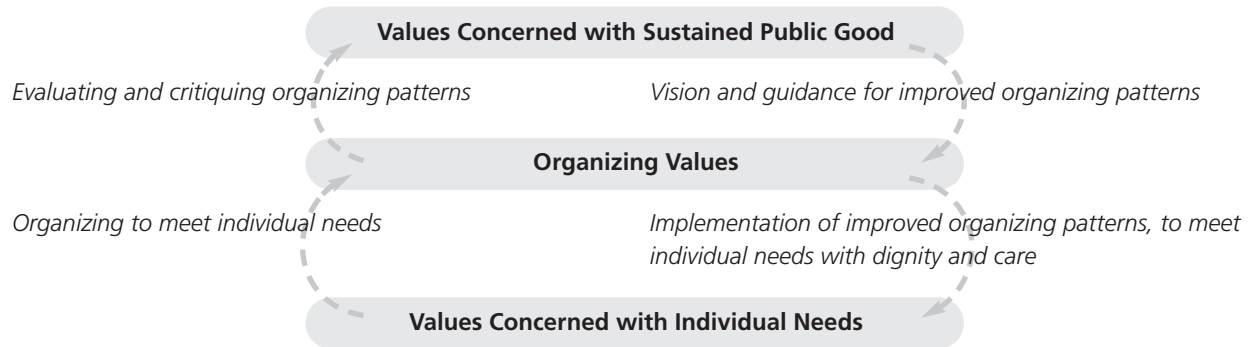 Values Concerned with Sustained Public Good
Evaluating and critiquing organizing patterns
Vision and guidance for improved organizing patterns
Organizing Values
Organizing to meet individual needs
Implementation of improved organizing patterns, to meet
individual needs with dignity and care
Values Concerned with Individual Needs